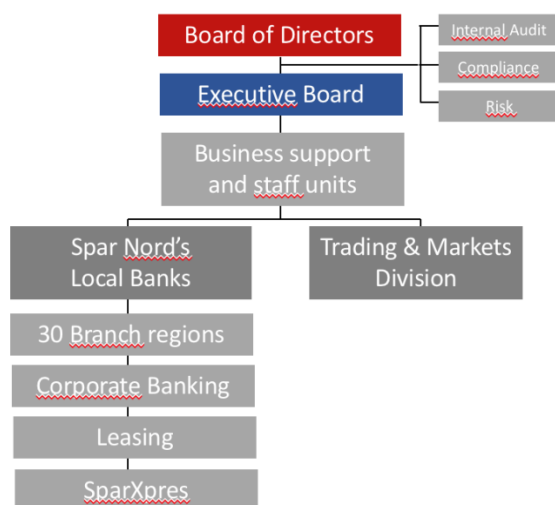 Board of Directors
Internal Audit
Compliance
Executive Board
Risk
Business support
and staff units
Spar Nord's
Local Banks
Trading & Markets
Division
30 Branch regions
Corporate Banking
Leasing
SparXpres